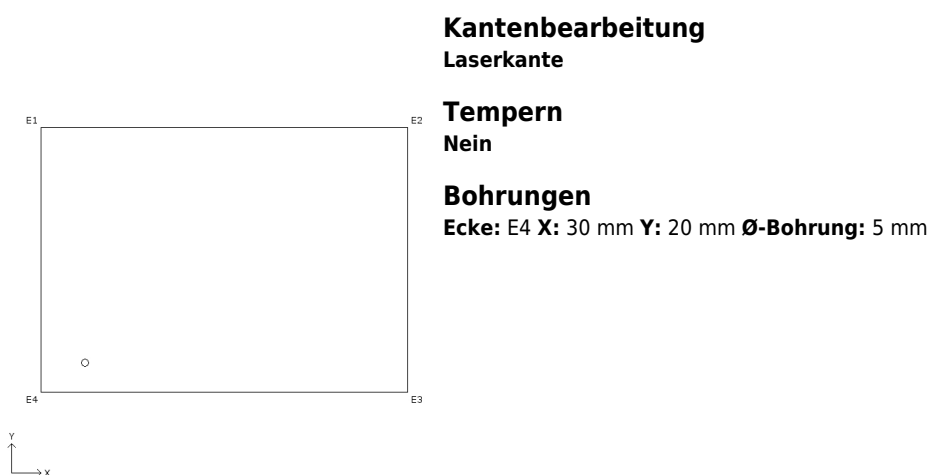 Kantenbearbeitung
Laserkante
Tempern
Nein
Bohrungen
Ecke: E4 X: 30 mm Y: 20 mm Ø-Bohrung: 5 mm
E1
E2
E4
E3
Y
X